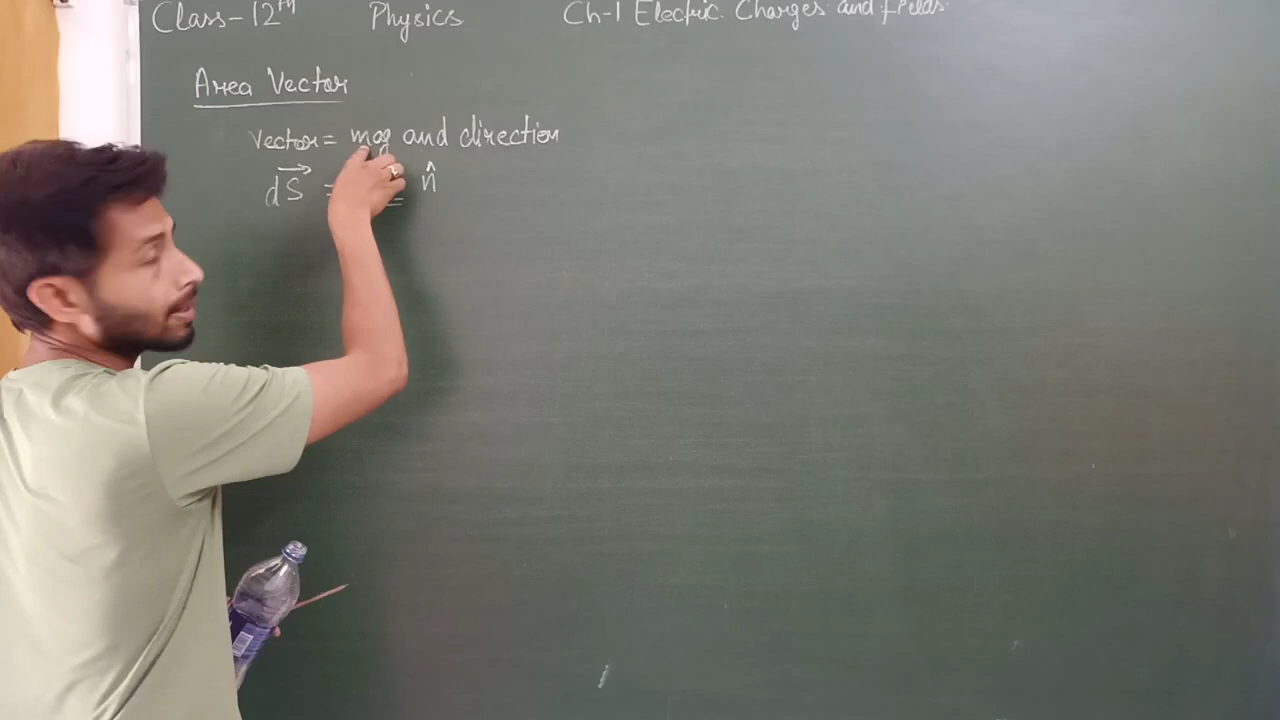 Class-12th Physics Ch-1 Electric Charges and fields.
Area Vector
Vector = mag and direction
dS⃗ = n̂